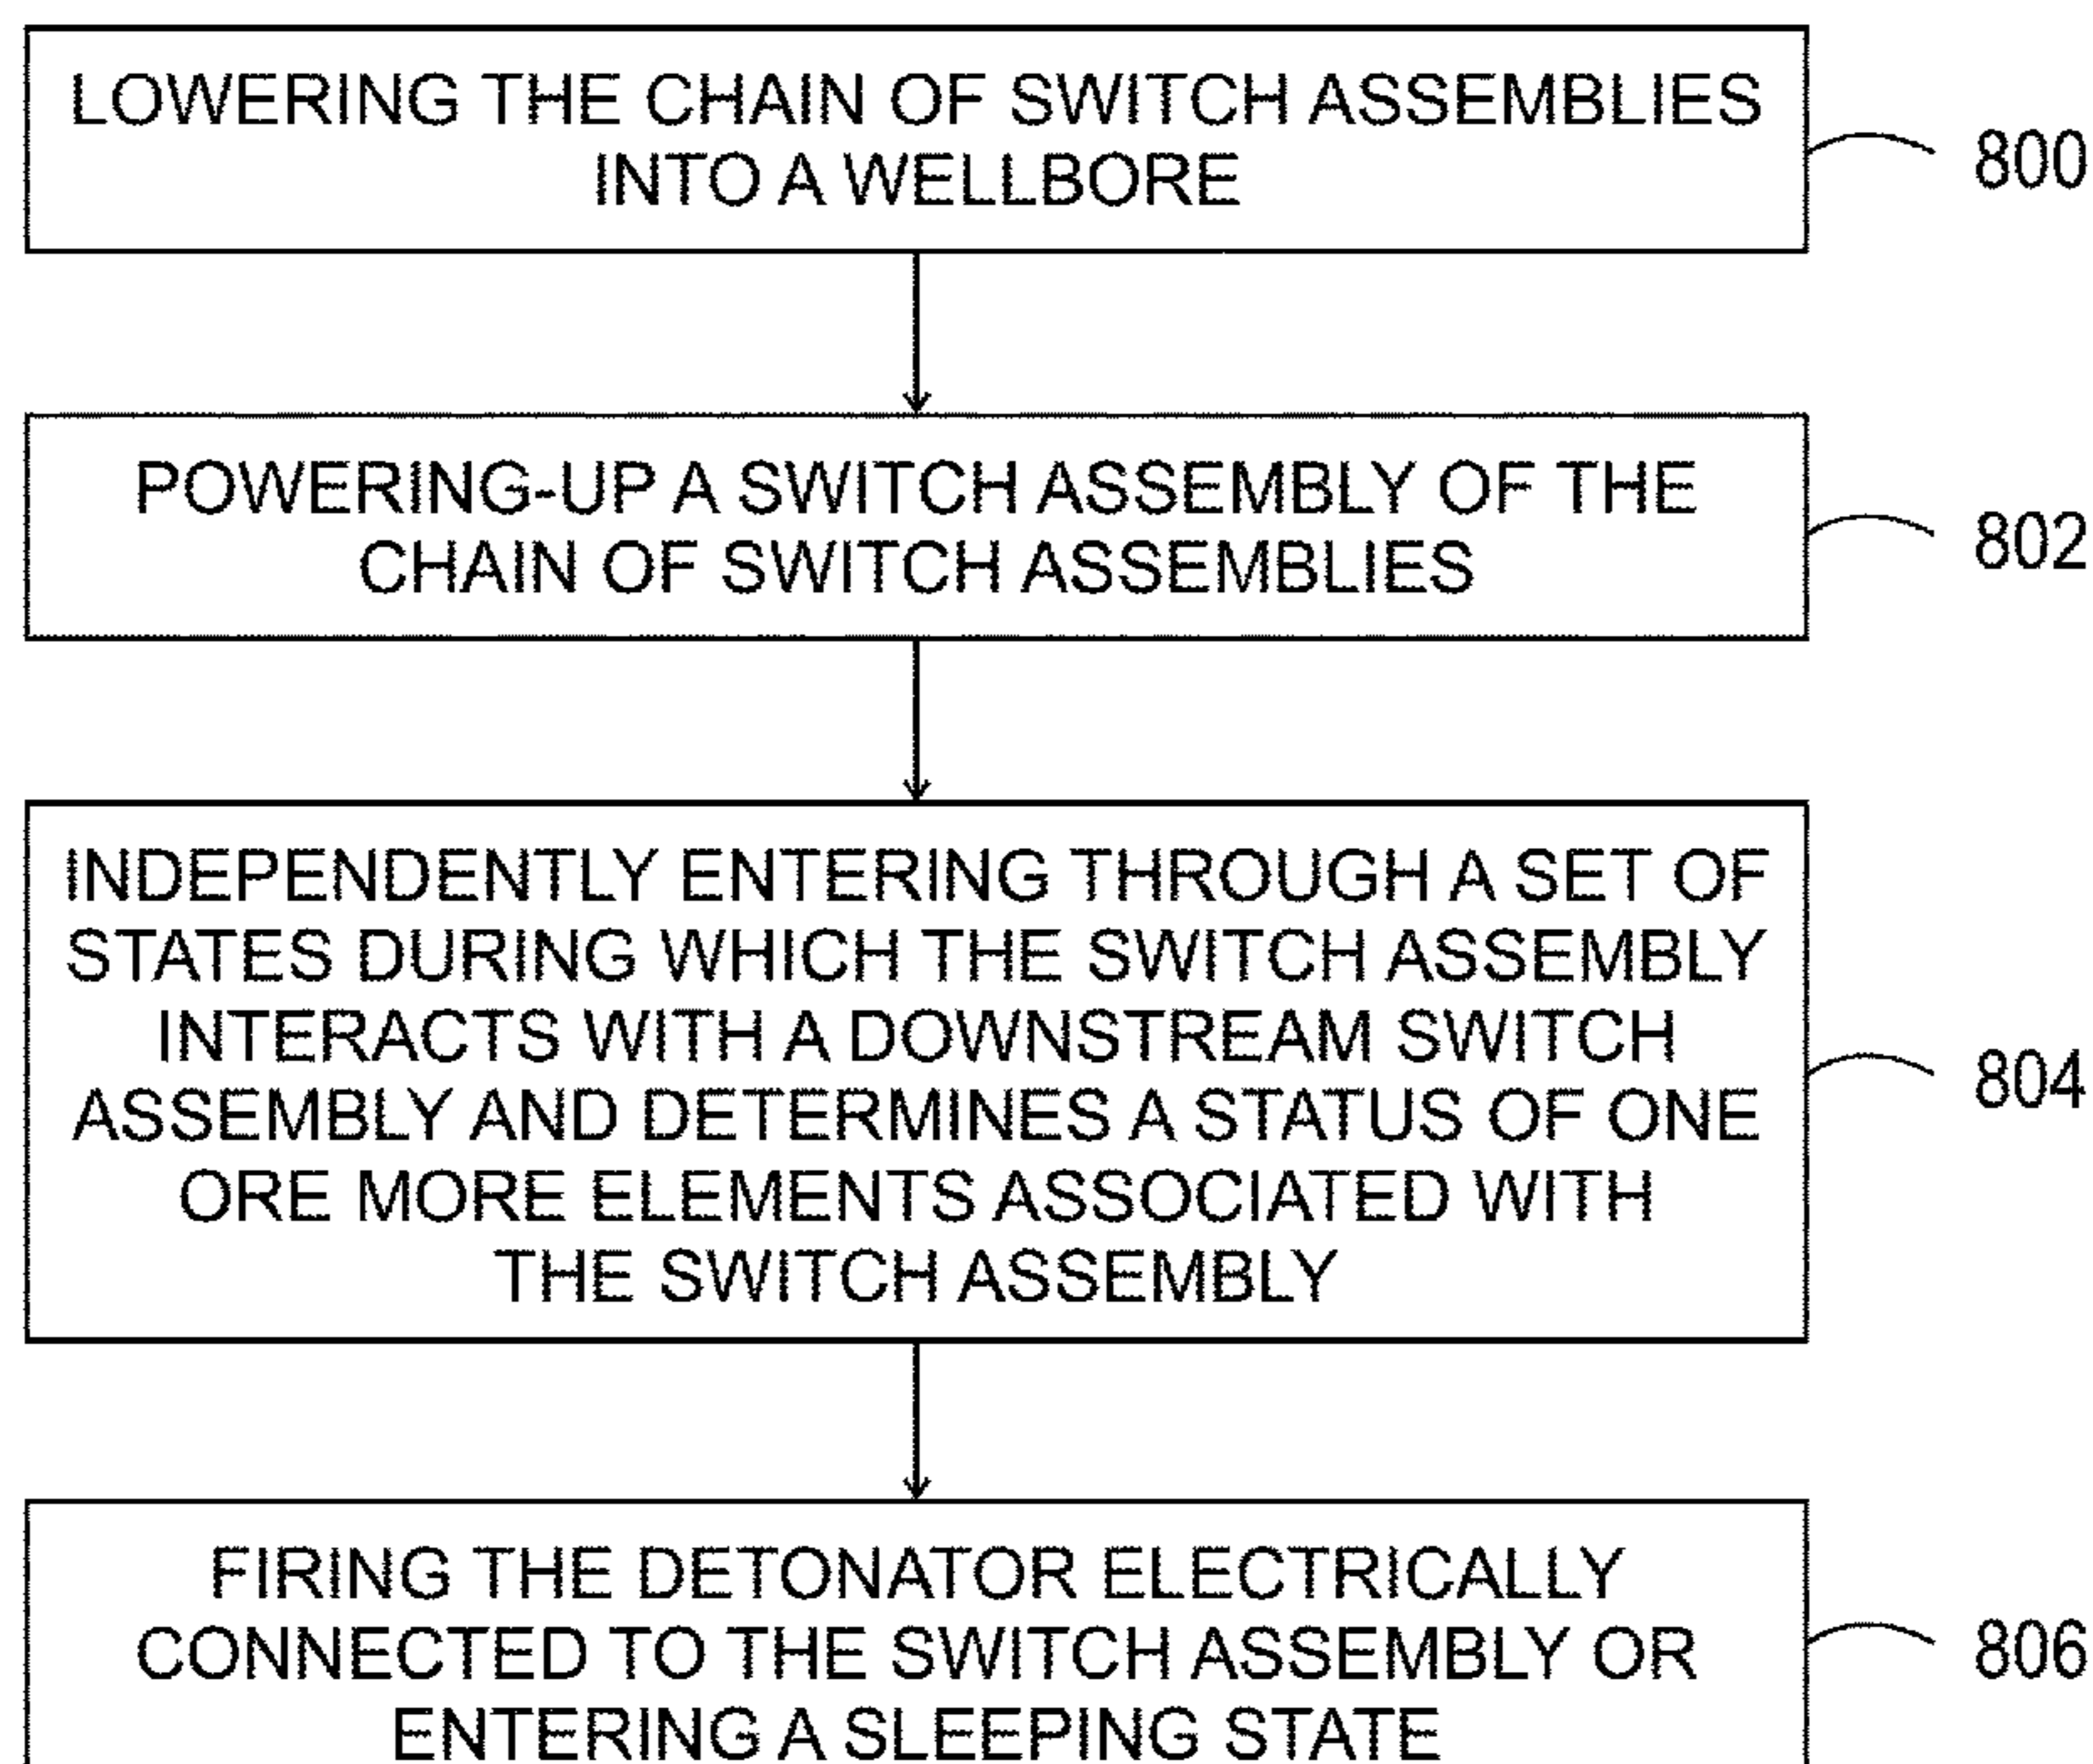 LOWERING THE CHAIN OF SWITCH ASSEMBLIES
INTO A WELLBORE
800
POWERING-UP A SWITCH ASSEMBLY OF THE
CHAIN OF SWITCH ASSEMBLIES
802
INDEPENDENTLY ENTERING THROUGH A SET OF
STATES DURING WHICH THE SWITCH ASSEMBLY
INTERACTS WITH A DOWNSTREAM SWITCH
ASSEMBLY AND DETERMINES A STATUS OF ONE
ORE MORE ELEMENTS ASSOCIATED WITH
THE SWITCH ASSEMBLY
804
FIRING THE DETONATOR ELECTRICALLY
CONNECTED TO THE SWITCH ASSEMBLY OR
ENTERING A SLEEPING STATE
806